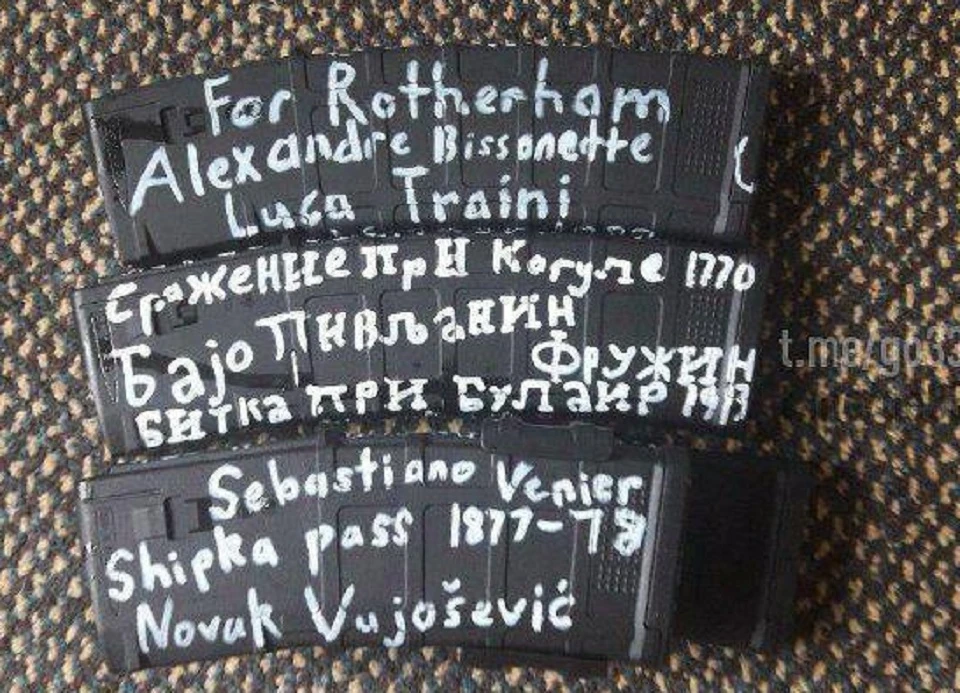 For Rotherham
Alexandre Bissonette
Luca Traini
Сражение при Кагуле 1770
Бајо Пивљанин
Фружин
Битка при Булаир 1913
Sebastiano Venier
Shipka pass 1877-78
Novak Vujošević